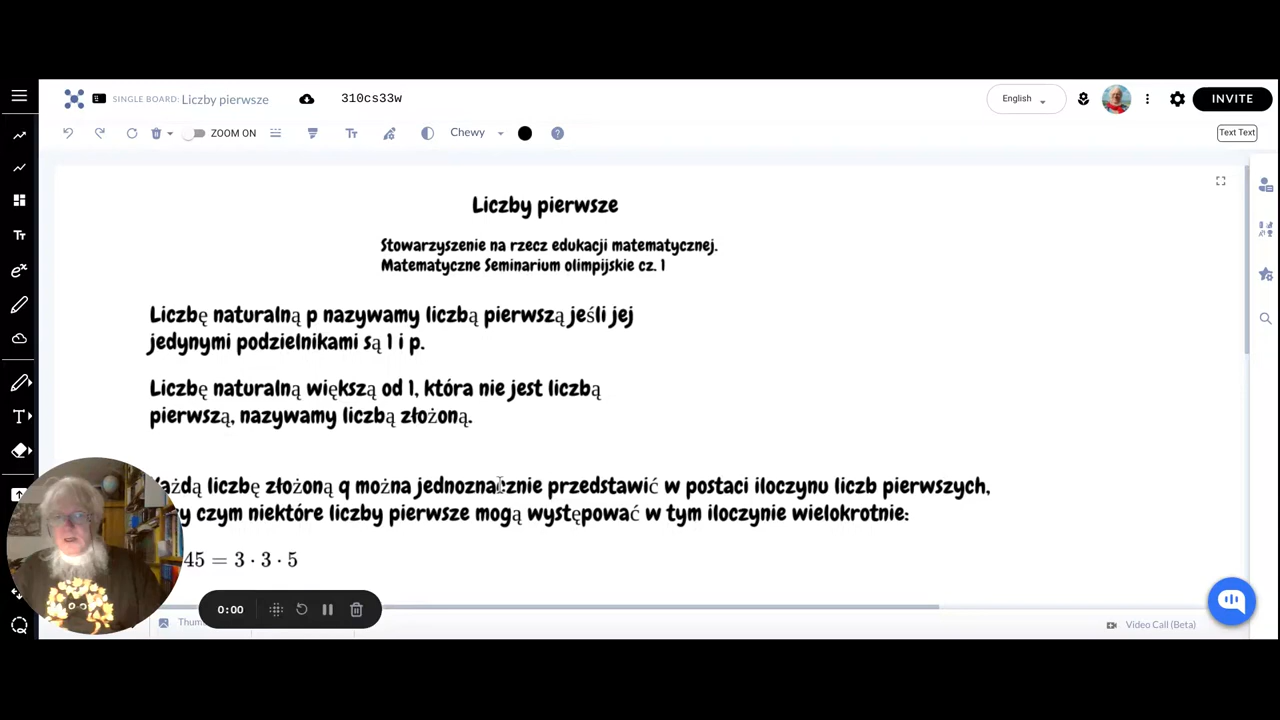 SINGLE BOARD: Liczby pierwsze
310cs33w
English
INVITE
ZOOM ON
Tr
Chewy
Text Text
Liczby pierwsze
Stowarzyszenie na rzecz edukacji matematycznej.
Matematyczne Seminarium olimpijskie cz. 1
Liczbę naturalną p nazywamy liczbą pierwszą jeśli jej
jedynymi podzielnikami są 1 i p.
Liczbę naturalną większą od 1, która nie jest liczbą
pierwszą, nazywamy liczbą złożoną.
liczbę złożoną q można jednoznacznie przedstawić w postaci iloczynu liczb pierwszych,
czym niektóre liczby pierwsze mogą występować w tym iloczynie wielokrotnie:
45 = 3 · 3 · 5
0:00
Video Call (Beta)